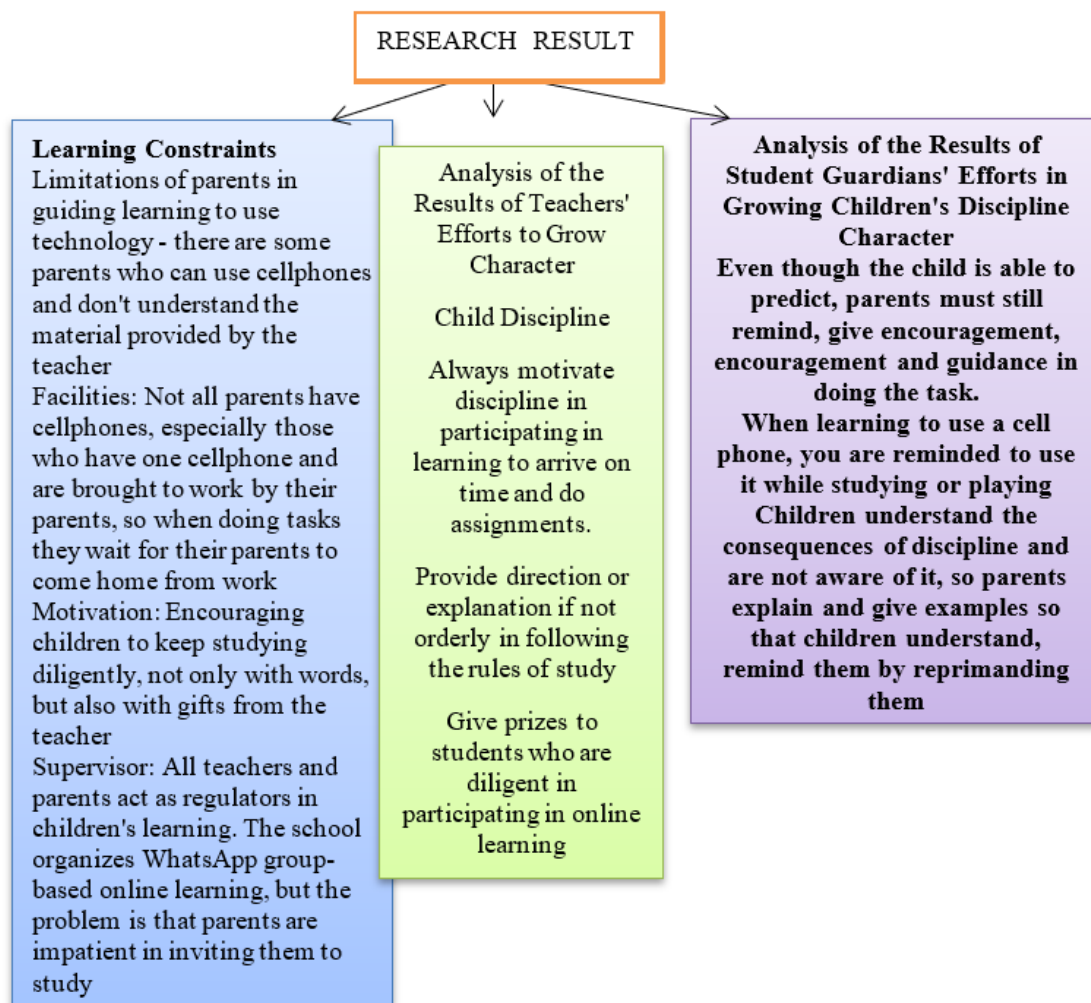 RESEARCH RESULT
Learning Constraints
Limitations of parents in
guiding learning to use
technology - there are some
parents who can use cellphones
and don't understand the
material provided by the
teacher
Facilities: Not all parents have
cellphones, especially those
who have one cellphone and
are brought to work by their
parents, so when doing tasks
they wait for their parents to
come home from work
Motivation: Encouraging
children to keep studying
diligently, not only with words,
but also with gifts from the
teacher
Supervisor: All teachers and
parents act as regulators in
children's learning. The school
organizes WhatsApp group-
based online learning, but the
problem is that parents are
impatient in inviting them to
study
Analysis of the
Results of Teachers'
Efforts to Grow
Character
Child Discipline
Always motivate
discipline in
participating in
learning to arrive on
time and do
assignments.
Provide direction or
explanation if not
orderly in following
the rules of study
Give prizes to
students who are
diligent in
participating in online
learning
Analysis of the Results of
Student Guardians' Efforts in
Growing Children's Discipline
Character
Even though the child is able to
predict, parents must still
remind, give encouragement,
encouragement and guidance in
doing the task.
When learning to use a cell
phone, you are reminded to use
it while studying or playing
Children understand the
consequences of discipline and
are not aware of it, so parents
explain and give examples so
that children understand,
remind them by reprimanding
them